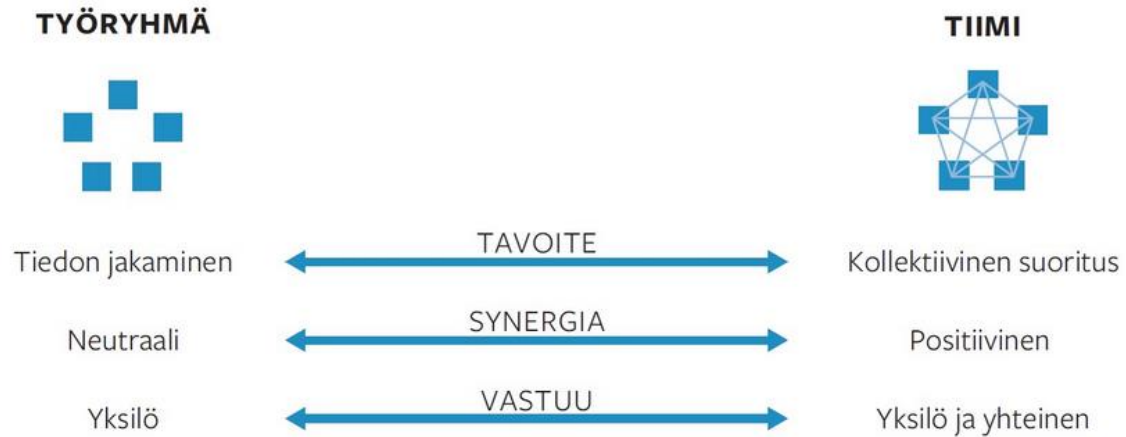 TYÖRYHMÄ
TIIMI
TAVOITE
Tiedon jakaminen
Kollektiivinen suoritus
SYNERGIA
Neutraali
Positiivinen
VASTUU
Yksilö
Yksilö ja yhteinen